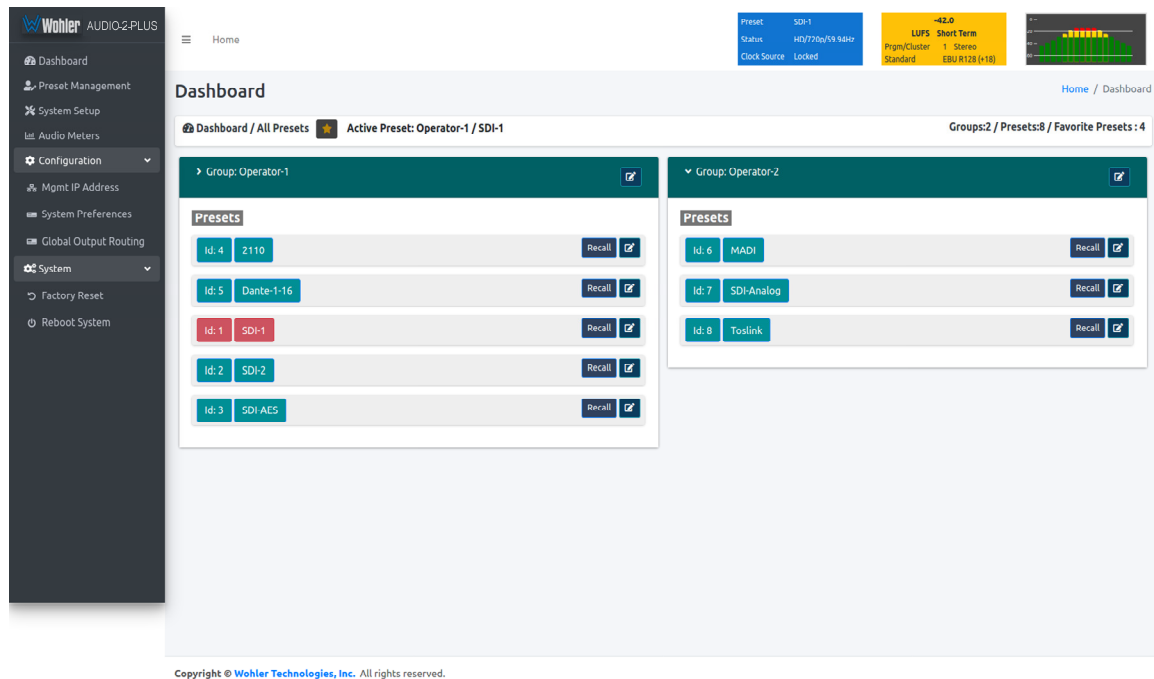 Wohler AUDIO-2-PLUS
Dashboard
Preset Management
System Setup
Audio Meters
Configuration
Mgmt IP Address
System Preferences
Global Output Routing
System
Factory Reset
Reboot System
Home
Preset SDI-1
Status HD/720p/59.94Hz
Clock Source Locked
-42.0
LUFS Short Term
Prgm/Cluster 1 Stereo
Standard EBU R128 (+18)
Dashboard
Home / Dashboard
Dashboard / All Presets Active Preset: Operator-1 / SDI-1
Groups:2 / Presets:8 / Favorite Presets : 4
Group: Operator-1
Presets
Id: 4 2110 Recall
Id: 5 Dante-1-16 Recall
Id: 1 SDI-1 Recall
Id: 2 SDI-2 Recall
Id: 3 SDI-AES Recall
Group: Operator-2
Presets
Id: 6 MADI Recall
Id: 7 SDI-Analog Recall
Id: 8 Toslink Recall
Copyright © Wohler Technologies, Inc. All rights reserved.